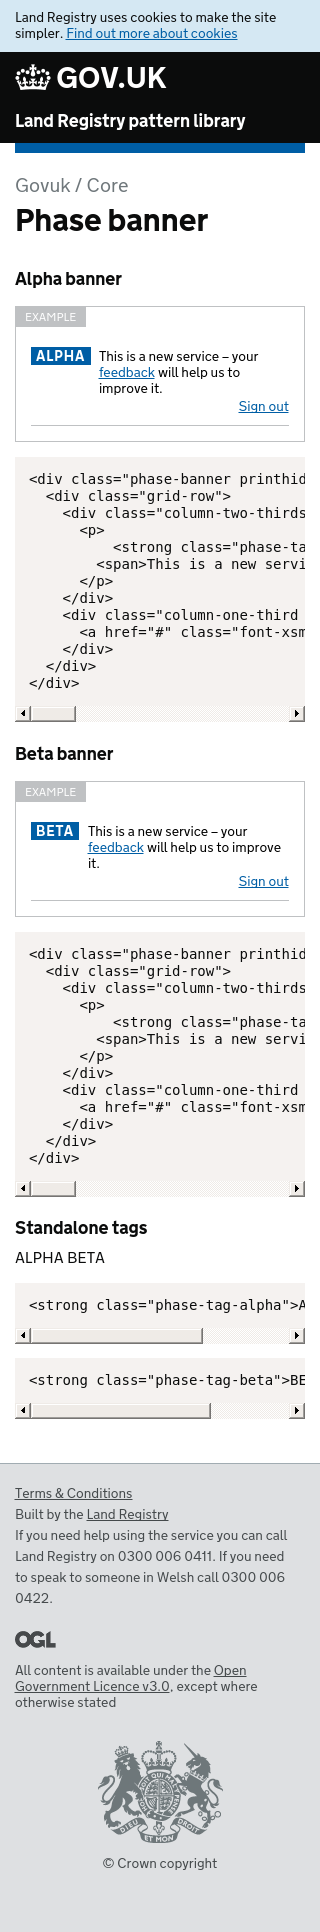 Land Registry uses cookies to make the site
simpler. Find out more about cookies
GOV.UK
Land Registry pattern library
Govuk / Core
Phase banner
Alpha banner
EXAMPLE
ALPHA This is a new service – your
feedback will help us to
improve it.
Sign out
<div class="phase-banner printhid
<div class="grid-row">
<div class="column-two-thirds
<p>
<strong class="phase-ta
<span>This is a new servi
</p>
</div>
<div class="column-one-third
<a href="#" class="font-xsm
</div>
</div>
</div>
Beta banner
EXAMPLE
BETA This is a new service – your
feedback will help us to improve
it.
Sign out
<div class="phase-banner printhid
<div class="grid-row">
<div class="column-two-thirds
<p>
<strong class="phase-ta
<span>This is a new servi
</p>
</div>
<div class="column-one-third
<a href="#" class="font-xsm
</div>
</div>
</div>
Standalone tags
ALPHA BETA
<strong class="phase-tag-alpha">A
<strong class="phase-tag-beta">BE
Terms & Conditions
Built by the Land Registry
If you need help using the service you can call
Land Registry on 0300 006 0411. If you need
to speak to someone in Welsh call 0300 006
0422.
OGL
All content is available under the Open
Government Licence v3.0, except where
otherwise stated
DIEU ET MON DROIT
© Crown copyright